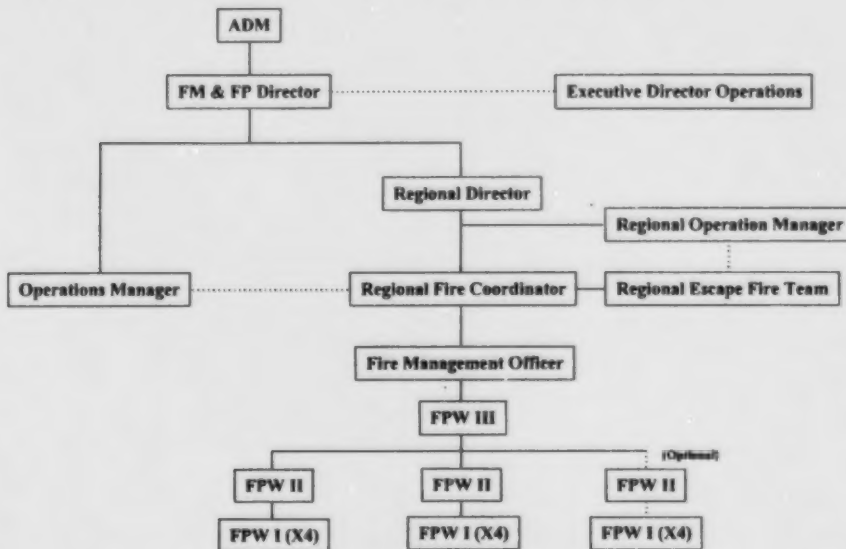 ADM
FM & FP Director
Executive Director Operations
Regional Director
Regional Operation Manager
Operations Manager
Regional Fire Coordinator
Regional Escape Fire Team
Fire Management Officer
FPW III
(Optional)
FPW II
FPW II
FPW II
FPW I (X4)
FPW I (X4)
FPW I (X4)